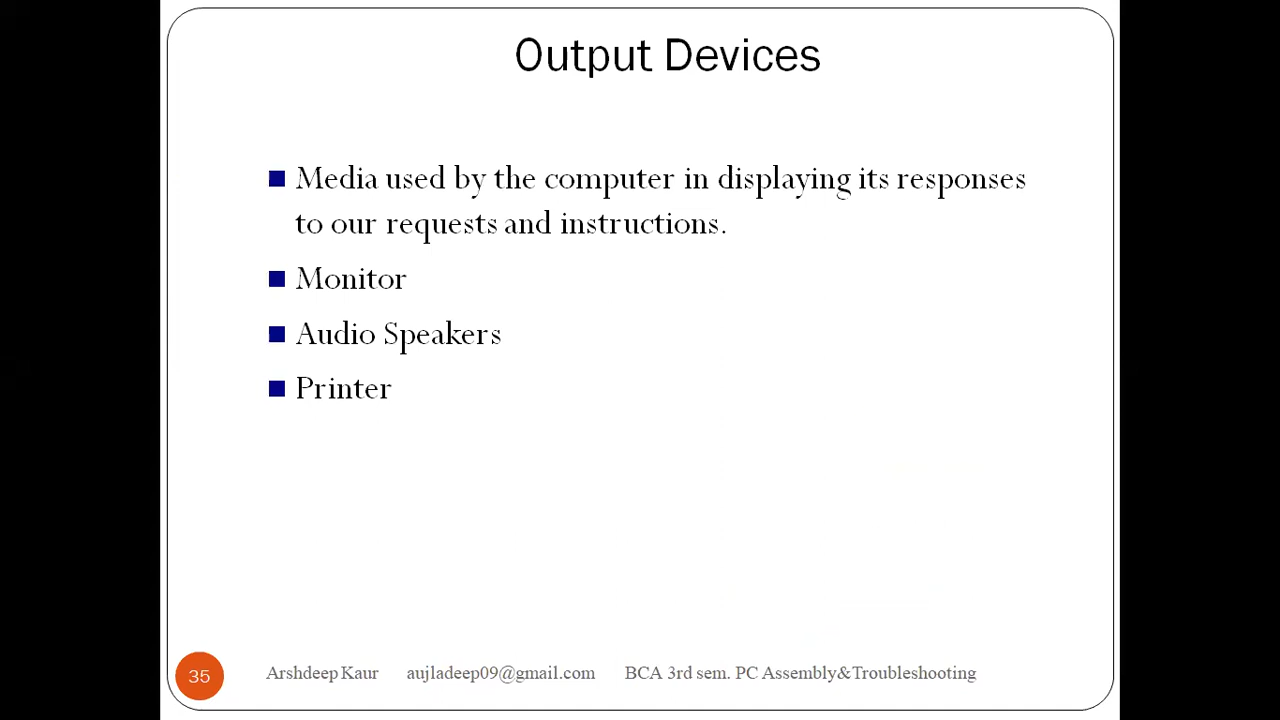 Output Devices
Media used by the computer in displaying its responses
to our requests and instructions.
Monitor
Audio Speakers
Printer
35 Arshdeep Kaur aujladeep09@gmail.com BCA 3rd sem. PC Assembly&Troubleshooting